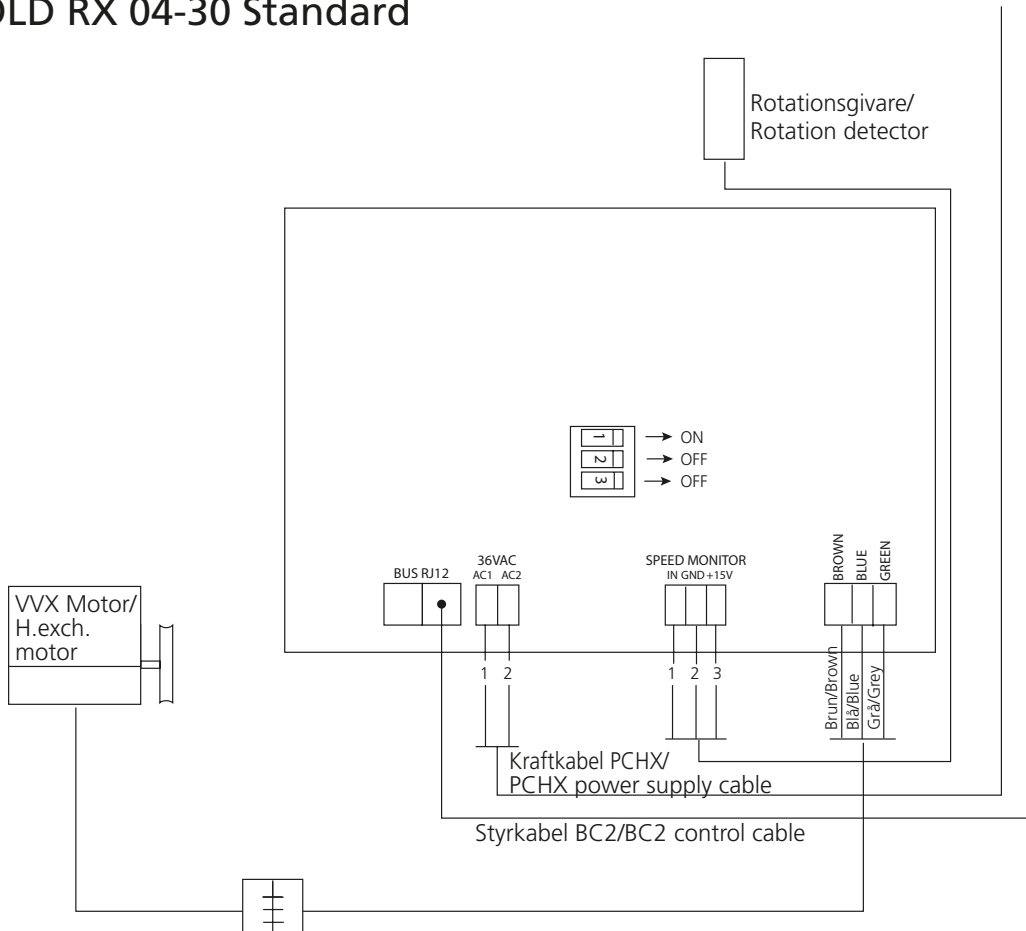 OLD RX 04-30 Standard
Rotationsgivare/
Rotation detector
1
ON
2
OFF
3
OFF
BUS RJ12
36VAC
AC1 AC2
SPEED MONITOR
IN GND +15V
BROWN
BLUE
GREEN
VVX Motor/
H.exch.
motor
1 2
1 2 3
Brun/Brown
Blå/Blue
Grå/Grey
Kraftkabel PCHX/
PCHX power supply cable
Styrkabel BC2/BC2 control cable